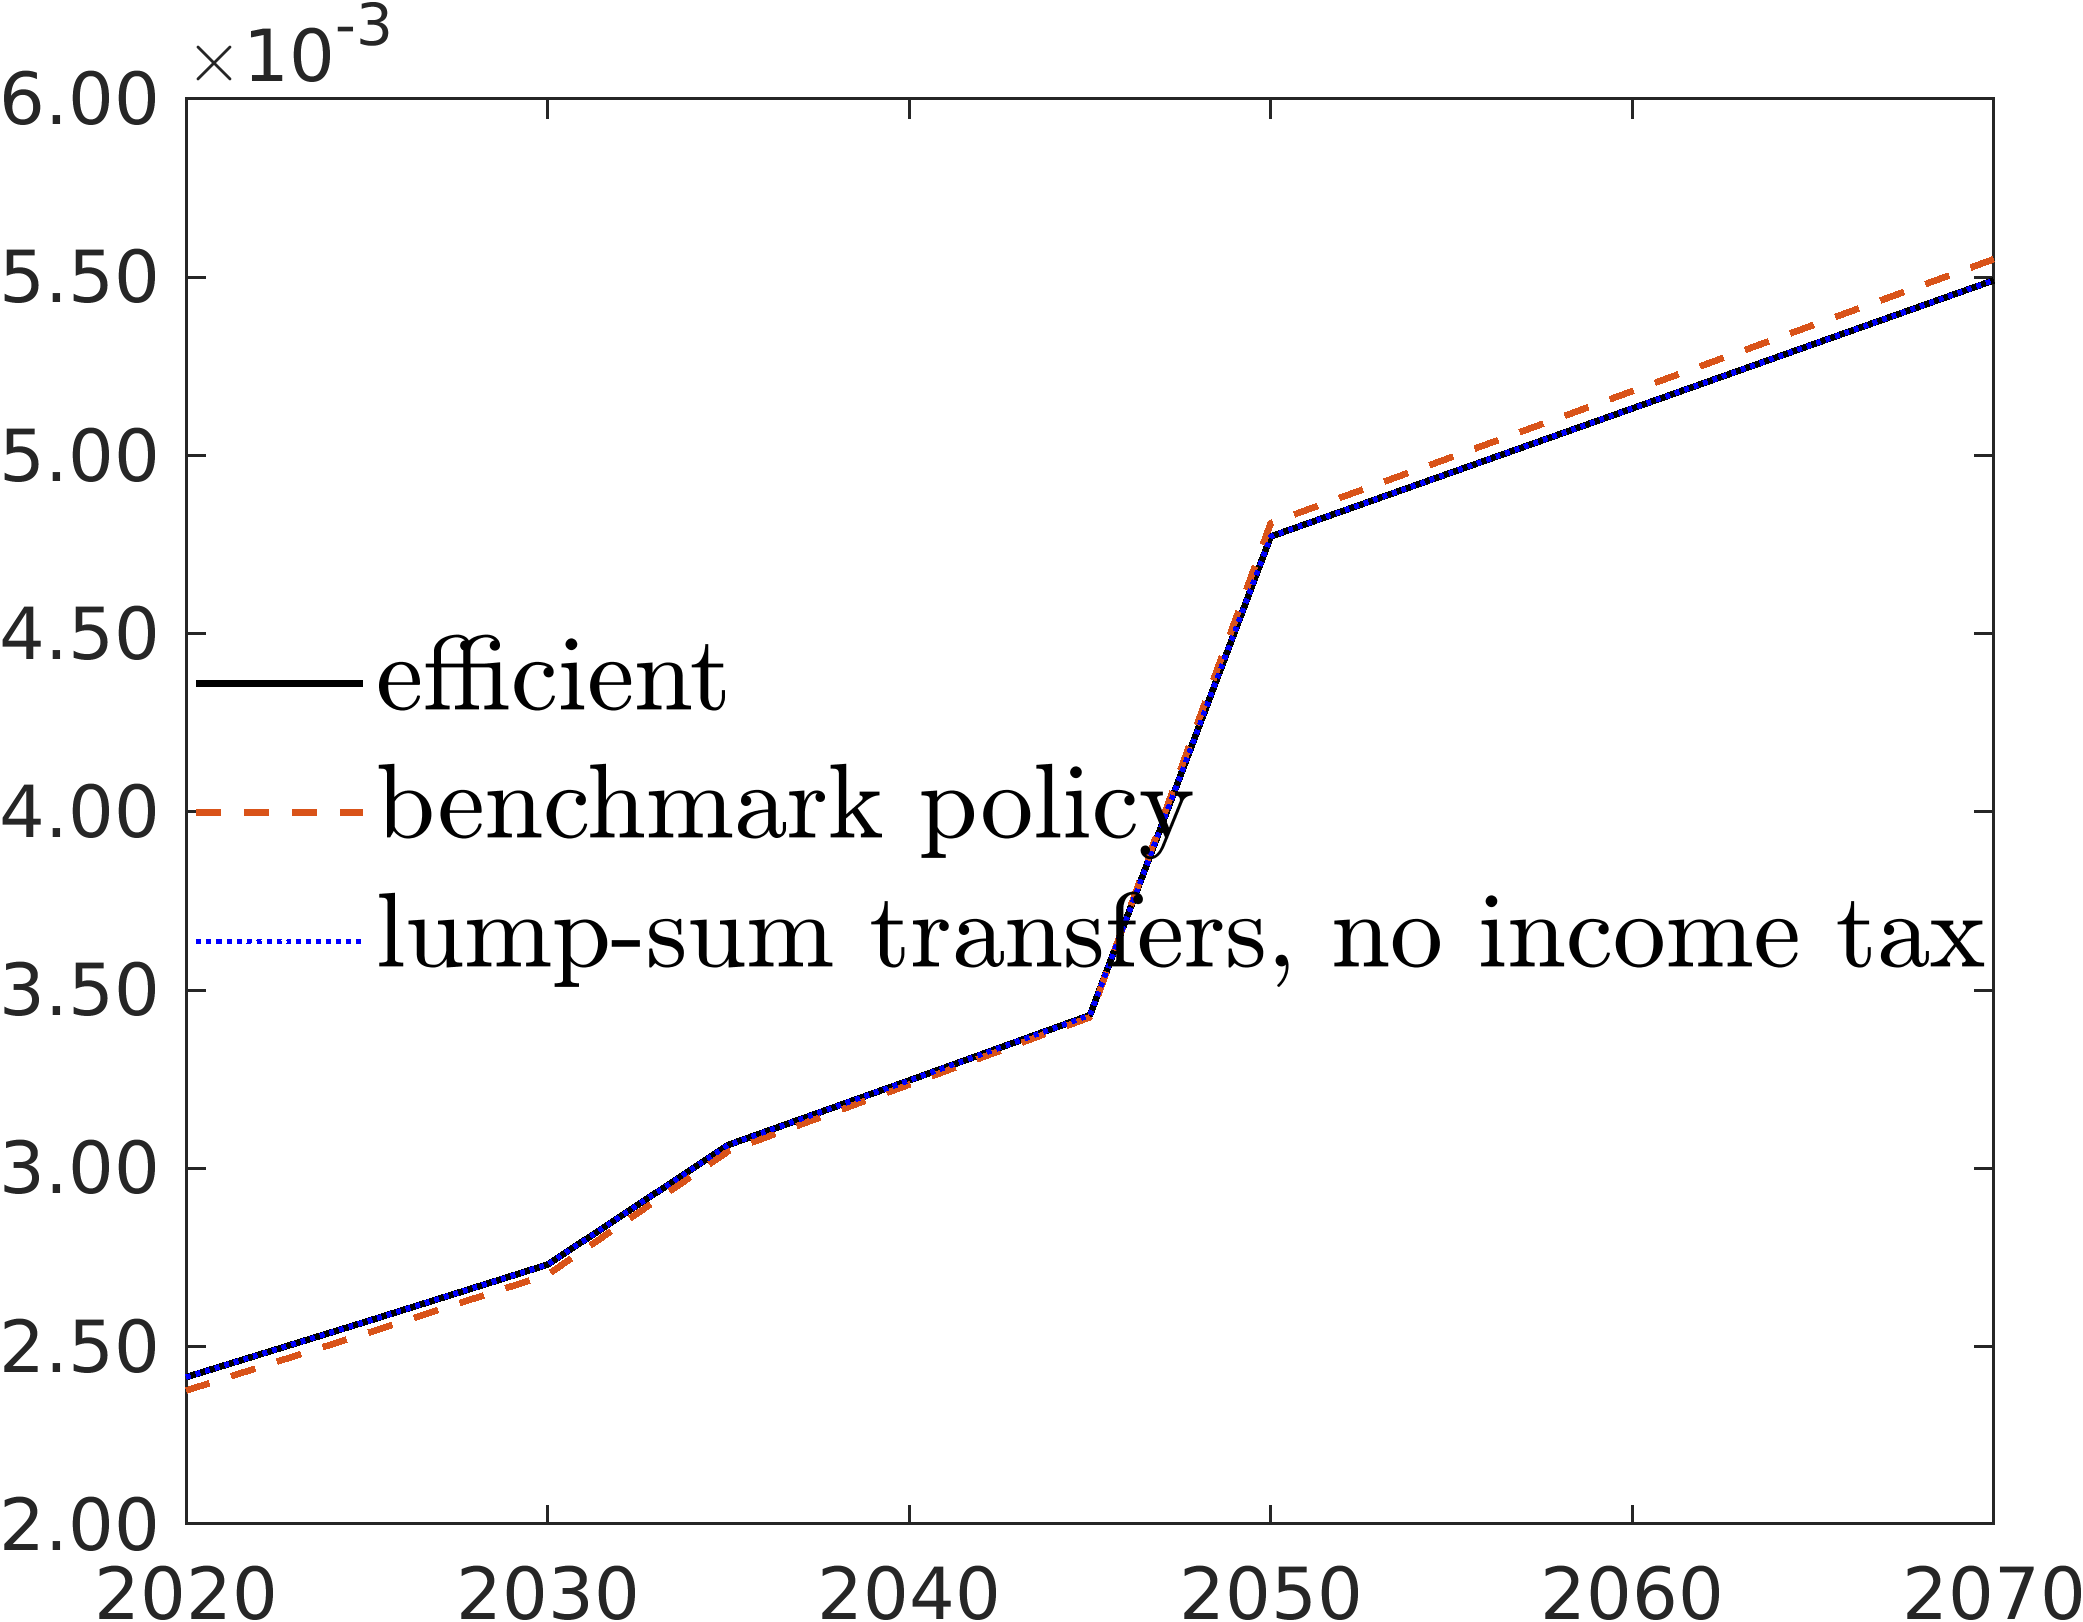 ×10-3
6.00
5.50
5.00
4.50
4.00
3.50
3.00
2.50
2.00
efficient
benchmark policy
lump-sum transfers, no income tax
2020 2030 2040 2050 2060 2070